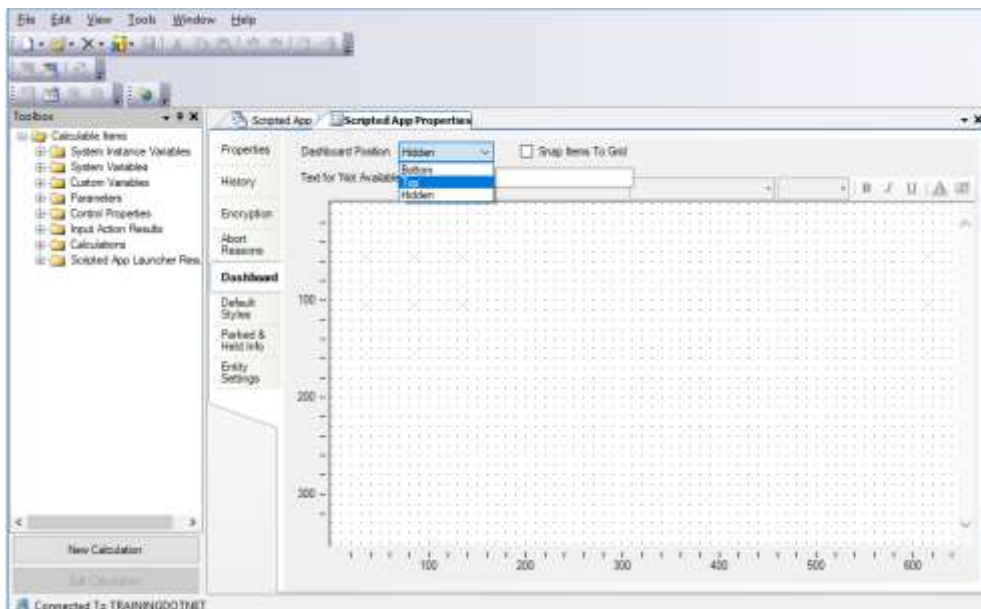 File Edit View Tools Window Help
Toolbox
Scripted App
Scripted App Properties
Calculable Items
System Instance Variables
System Variables
Custom Variables
Parameters
Control Properties
Input Action Results
Calculations
Scripted App Launcher Res
Properties
History
Encryption
Abort
Reasons
Dashboard
Default
Styles
Parked &
Held Info
Entity
Settings
Dashboard Position Hidden
Snap Items To Grid
Bottom
Top
Hidden
Text for 'Not Available
B I U A
100
200
300
100 200 300 400 500 600
New Calculation
Edit Calculation
Connected To TRAININGDOTNET